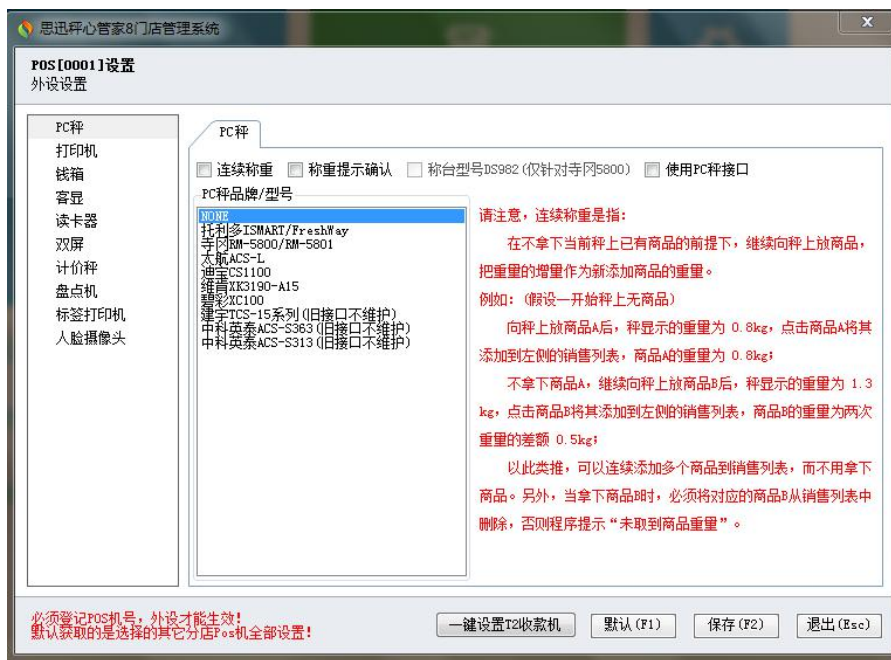 思迅秤心管家8门店管理系统
x
POS[0001]设置
外设设置
PC秤
打印机
钱箱
客显
读卡器
双屏
计价秤
盘点机
标签打印机
人脸摄像头
PC秤
连续称重 称重提示确认 称台型号DS982(仅针对寺冈5800) 使用PC秤接口
PC秤品牌/型号
NONE
托利多ISMART/FreshWay
寺冈RM-5800/RM-5801
太航ACS-L
迪宝CS1100
维肯XK3190-A15
碧彩XC100
建宇TCS-15系列(旧接口不维护)
中科英泰ACS-S363(旧接口不维护)
中科英泰ACS-S313(旧接口不维护)
请注意，连续称重是指：
在不拿下当前秤上已有商品的前提下，继续向秤上放商品，
把重量的增量作为新添加商品的重量。
例如：(假设一开始秤上无商品)
向秤上放商品A后，秤显示的重量为 0.8kg，点击商品A将其
添加到左侧的销售列表，商品A的重量为 0.8kg；
不拿下商品A，继续向秤上放商品B后，秤显示的重量为 1.3
kg，点击商品B将其添加到左侧的销售列表，商品B的重量为两次
重量的差额 0.5kg；
以此类推，可以连续添加多个商品到销售列表，而不用拿下
商品。另外，当拿下商品B时，必须将对应的商品B从销售列表中
删除，否则程序提示“未取到商品重量”。
必须登记POS机号，外设才能生效!
默认获取的是选择的其它分店Pos机全部设置!
一键设置T2收款机 默认(F1) 保存(F2) 退出(Esc)